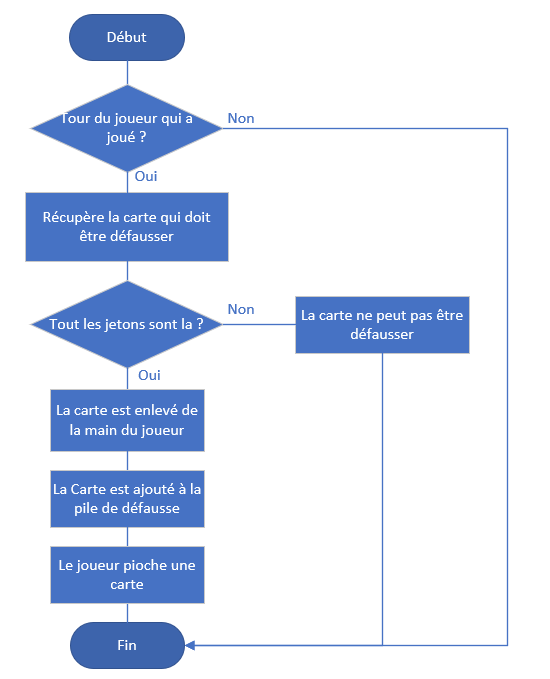 Début
Tour du joueur qui a
joué ?
Non
Oui
Récupère la carte qui doit
être défausser
Tout les jetons sont la ?
Non
La carte ne peut pas être
défausser
Oui
La carte est enlevé de
la main du joueur
La Carte est ajouté à la
pile de défausse
Le joueur pioche une
carte
Fin